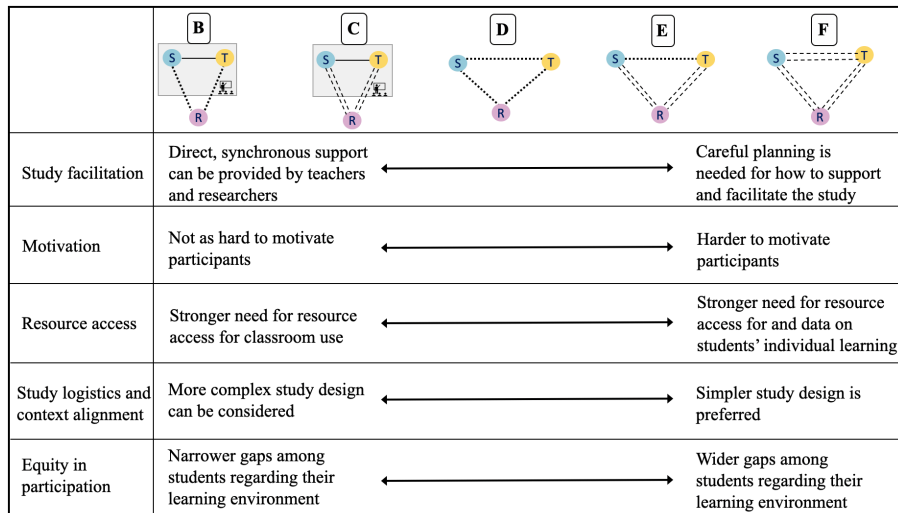 B
C
D
E
F
S
T
S
T
S
T
S
T
S
T
R
R
R
R
R
Study facilitation
Direct, synchronous support
can be provided by teachers
and researchers
Careful planning is
needed for how to support
and facilitate the study
Motivation
Not as hard to motivate
participants
Harder to motivate
participants
Resource access
Stronger need for resource
access for classroom use
Stronger need for resource
access for and data on
students' individual learning
Study logistics and
context alignment
More complex study design
can be considered
Simpler study design is
preferred
Equity in
participation
Narrower gaps among
students regarding their
learning environment
Wider gaps among
students regarding their
learning environment